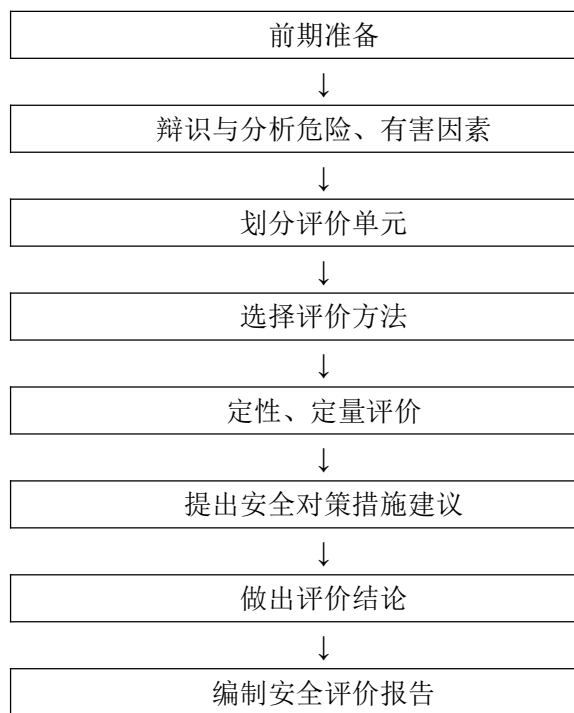 前期准备
↓
辩识与分析危险、有害因素
↓
划分评价单元
↓
选择评价方法
↓
定性、定量评价
↓
提出安全对策措施建议
↓
做出评价结论
↓
编制安全评价报告